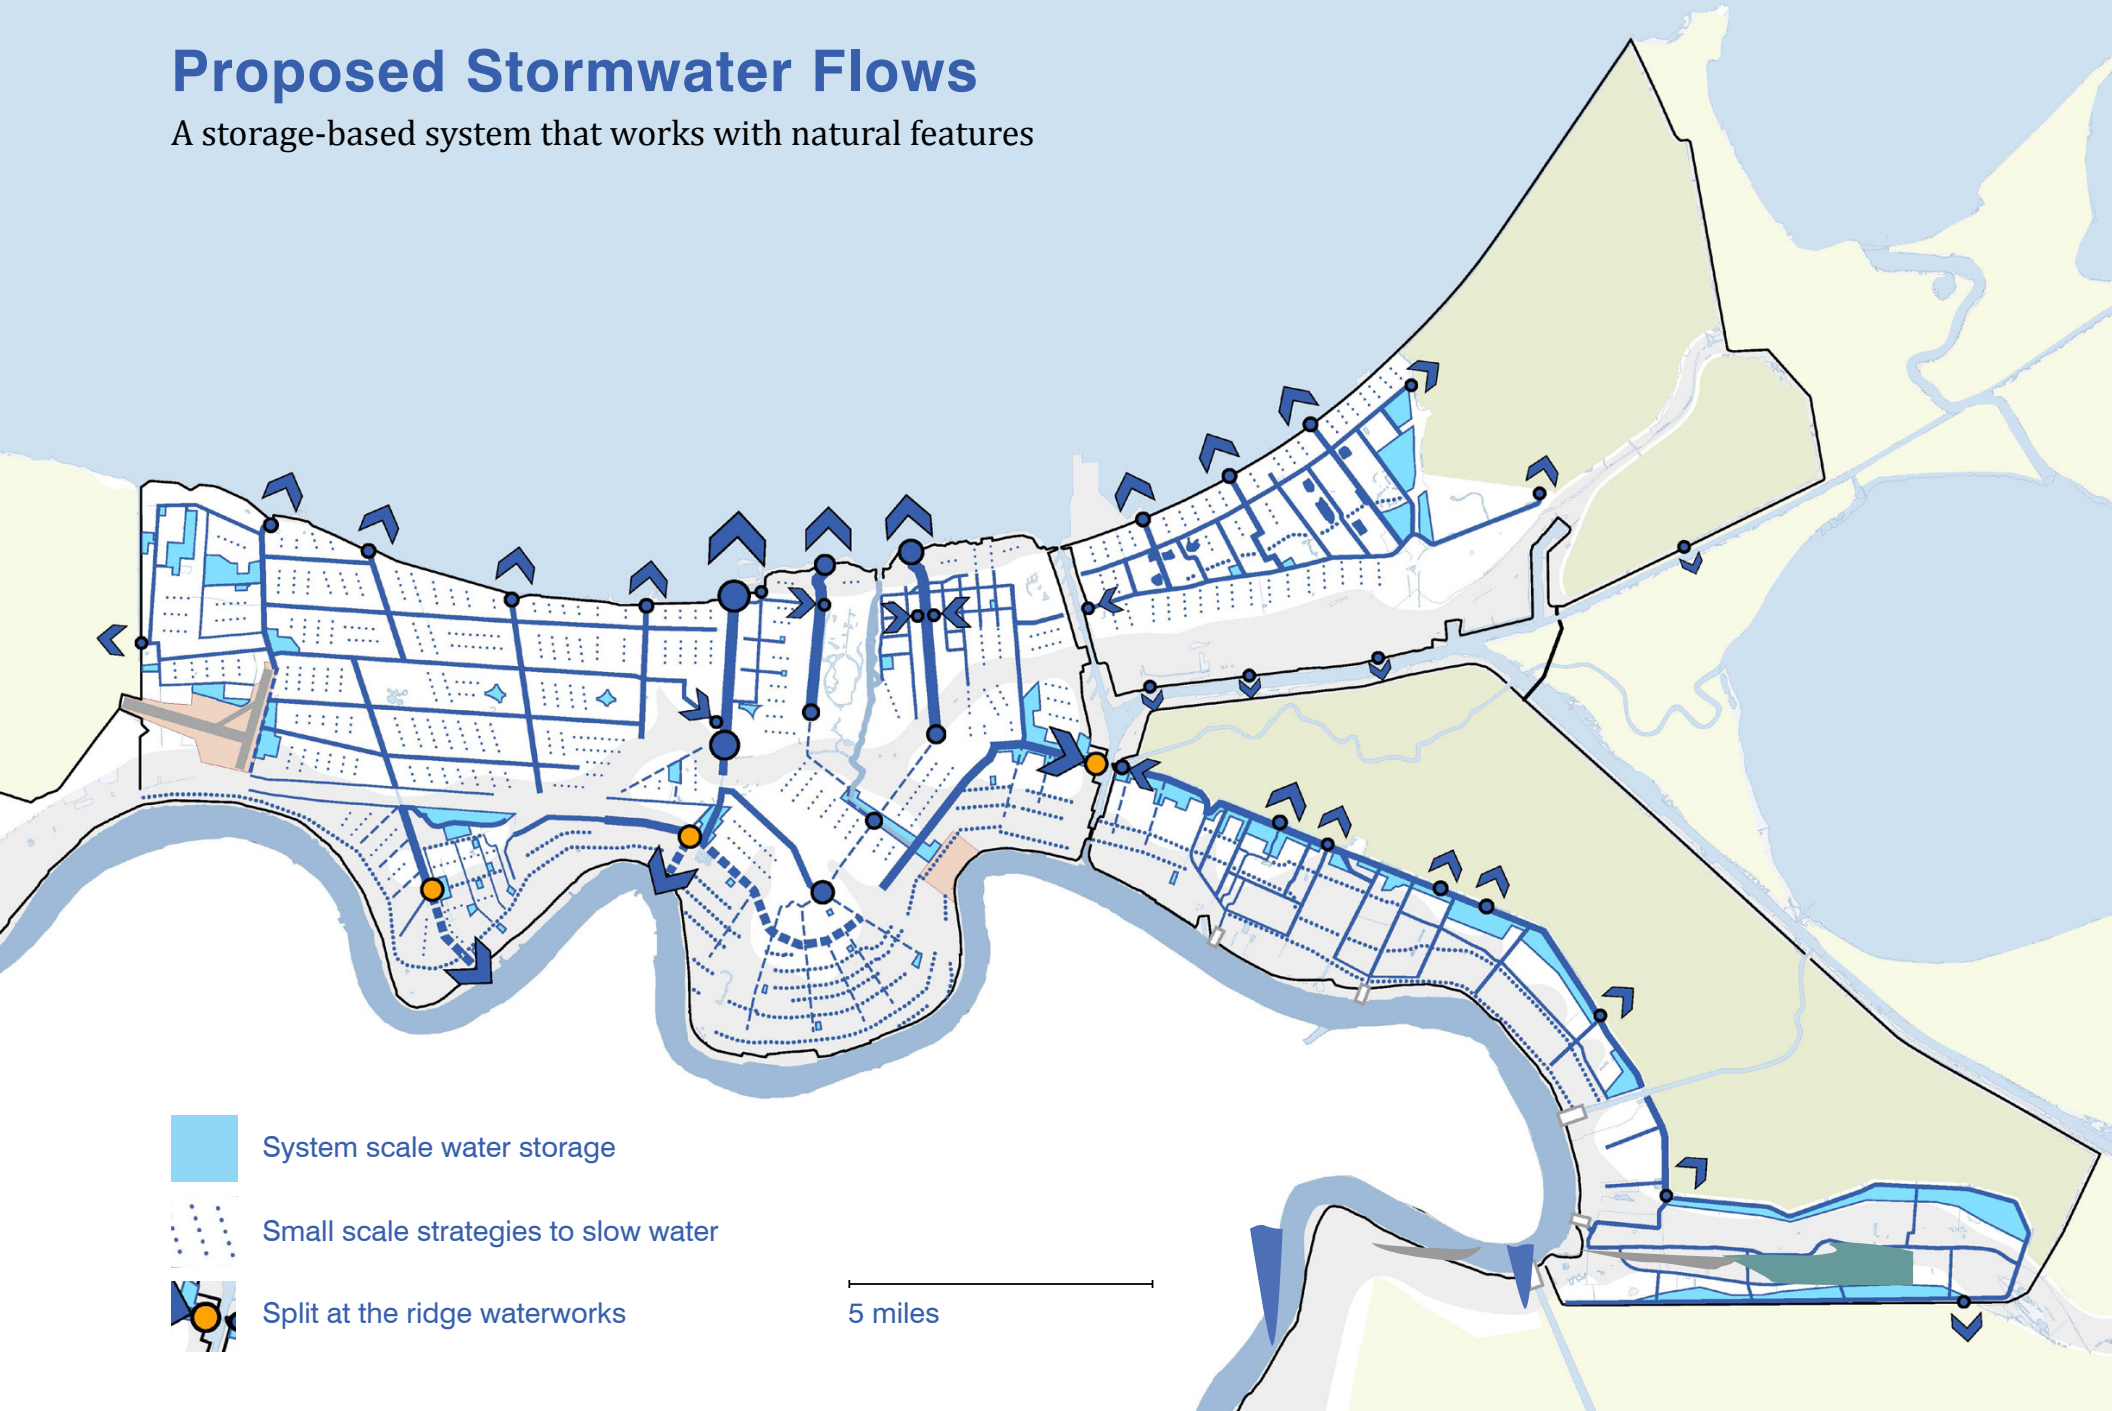 Proposed Stormwater Flows
A storage-based system that works with natural features
System scale water storage
Small scale strategies to slow water
Split at the ridge waterworks
5 miles